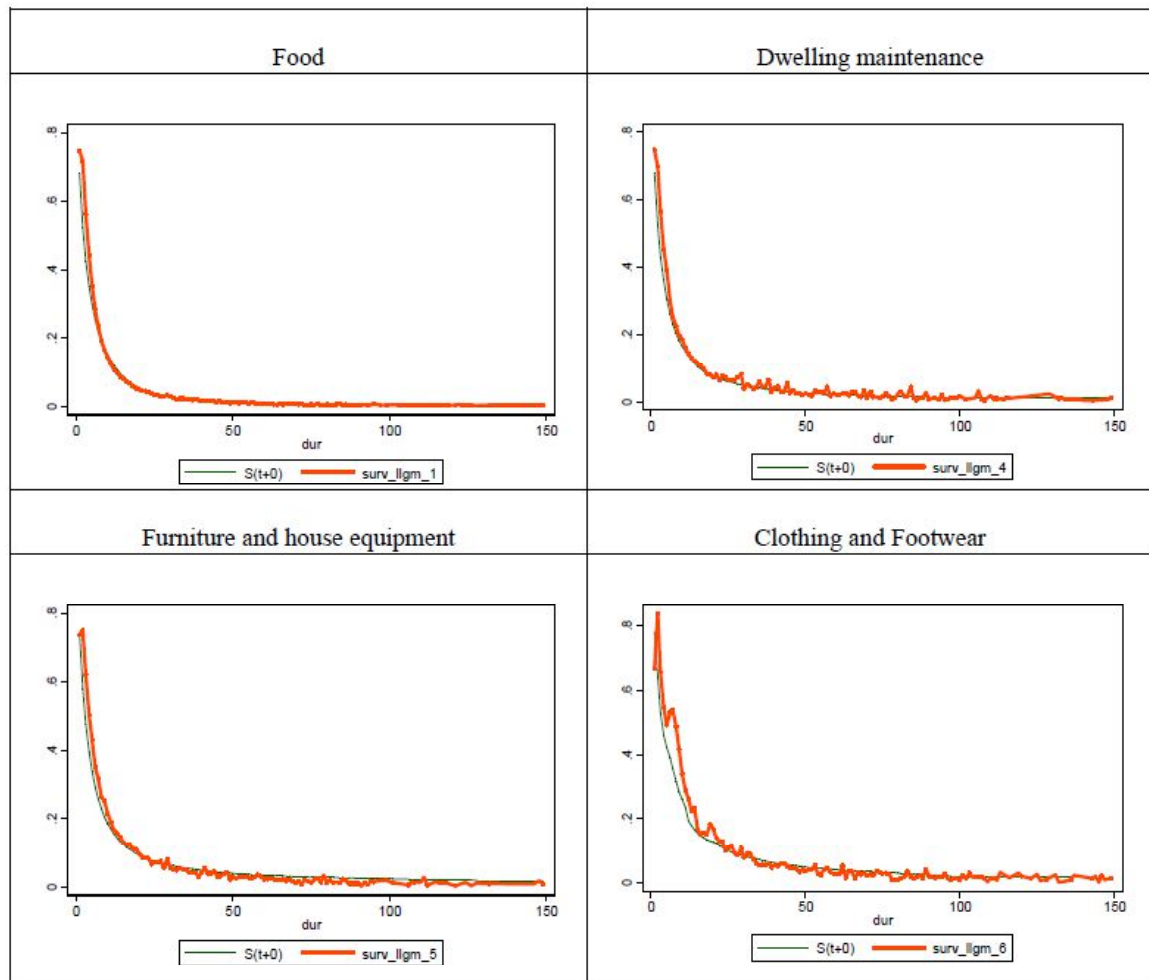 Food
.8
.6
.4
.2
0
0 50 100 150
dur
S(t+0) surv_llgm_1
Dwelling maintenance
.8
.6
.4
.2
0
0 50 100 150
dur
S(t+0) surv_llgm_4
Furniture and house equipment
.8
.6
.4
.2
0
0 50 100 150
dur
S(t+0) surv_llgm_5
Clothing and Footwear
.8
.6
.4
.2
0
0 50 100 150
dur
S(t+0) surv_llgm_6